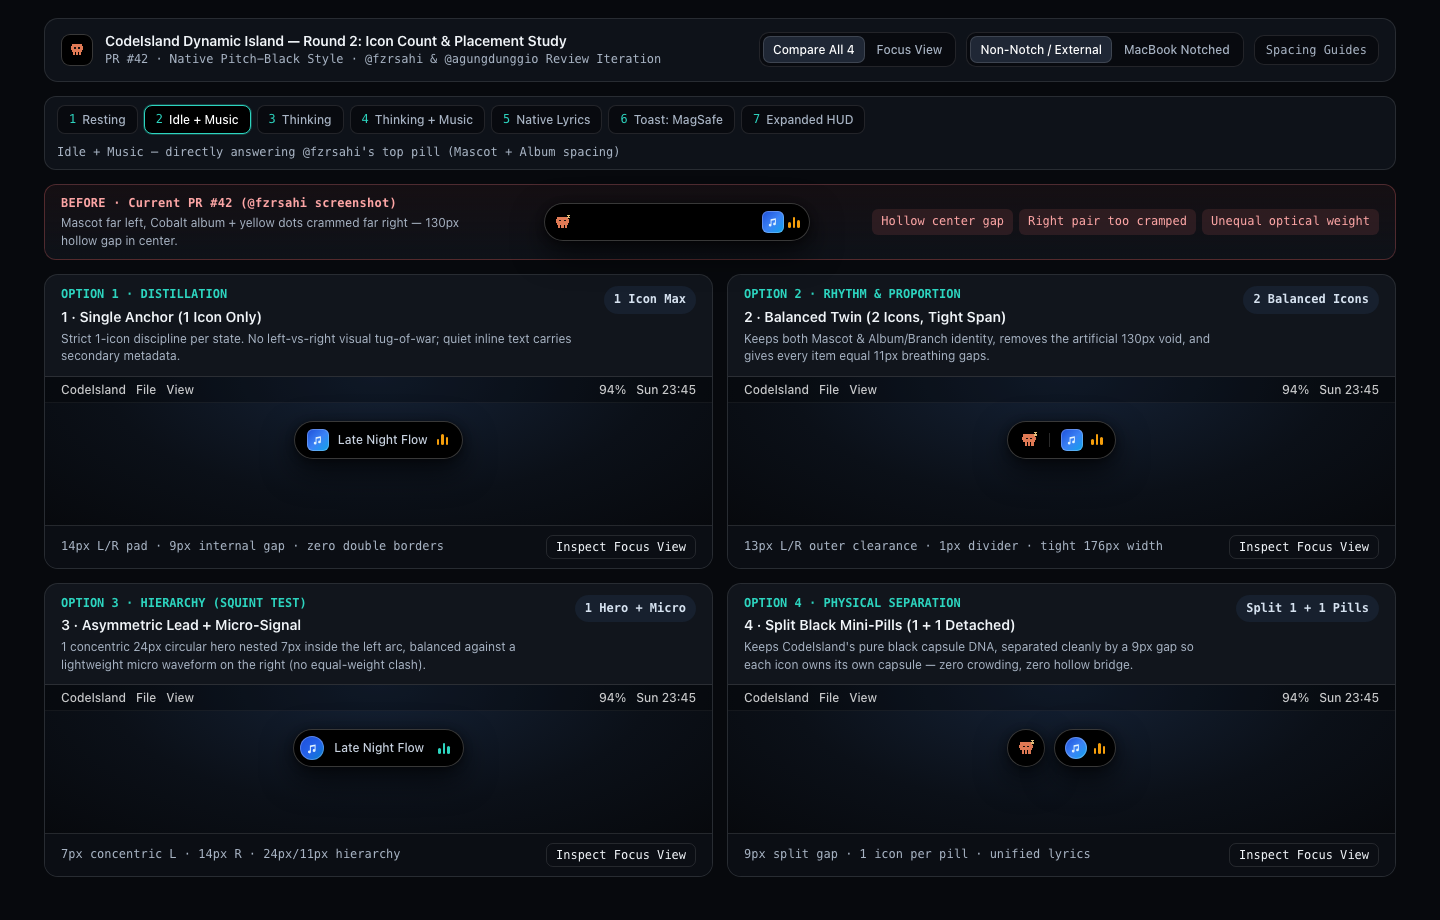 CodeIsland Dynamic Island — Round 2: Icon Count & Placement Study
PR #42 · Native Pitch-Black Style · @fzrsahi & @agungdunggio Review Iteration
Compare All 4
Focus View
Non-Notch / External
MacBook Notched
Spacing Guides
1 Resting
2 Idle + Music
3 Thinking
4 Thinking + Music
5 Native Lyrics
6 Toast: MagSafe
7 Expanded HUD
Idle + Music — directly answering @fzrsahi's top pill (Mascot + Album spacing)
BEFORE · Current PR #42 (@fzrsahi screenshot)
Mascot far left, Cobalt album + yellow dots crammed far right — 130px
hollow gap in center.
Hollow center gap
Right pair too cramped
Unequal optical weight
OPTION 1 · DISTILLATION
1 · Single Anchor (1 Icon Only)
1 Icon Max
Strict 1-icon discipline per state. No left-vs-right visual tug-of-war; quiet inline text carries
secondary metadata.
CodeIsland File View
94% Sun 23:45
Late Night Flow
14px L/R pad · 9px internal gap · zero double borders
Inspect Focus View
OPTION 2 · RHYTHM & PROPORTION
2 · Balanced Twin (2 Icons, Tight Span)
2 Balanced Icons
Keeps both Mascot & Album/Branch identity, removes the artificial 130px void, and
gives every item equal 11px breathing gaps.
CodeIsland File View
94% Sun 23:45
13px L/R outer clearance · 1px divider · tight 176px width
Inspect Focus View
OPTION 3 · HIERARCHY (SQUINT TEST)
3 · Asymmetric Lead + Micro-Signal
1 Hero + Micro
1 concentric 24px circular hero nested 7px inside the left arc, balanced against a
lightweight micro waveform on the right (no equal-weight clash).
CodeIsland File View
94% Sun 23:45
Late Night Flow
7px concentric L · 14px R · 24px/11px hierarchy
Inspect Focus View
OPTION 4 · PHYSICAL SEPARATION
4 · Split Black Mini-Pills (1 + 1 Detached)
Split 1 + 1 Pills
Keeps CodeIsland's pure black capsule DNA, separated cleanly by a 9px gap so
each icon owns its own capsule — zero crowding, zero hollow bridge.
CodeIsland File View
94% Sun 23:45
9px split gap · 1 icon per pill · unified lyrics
Inspect Focus View